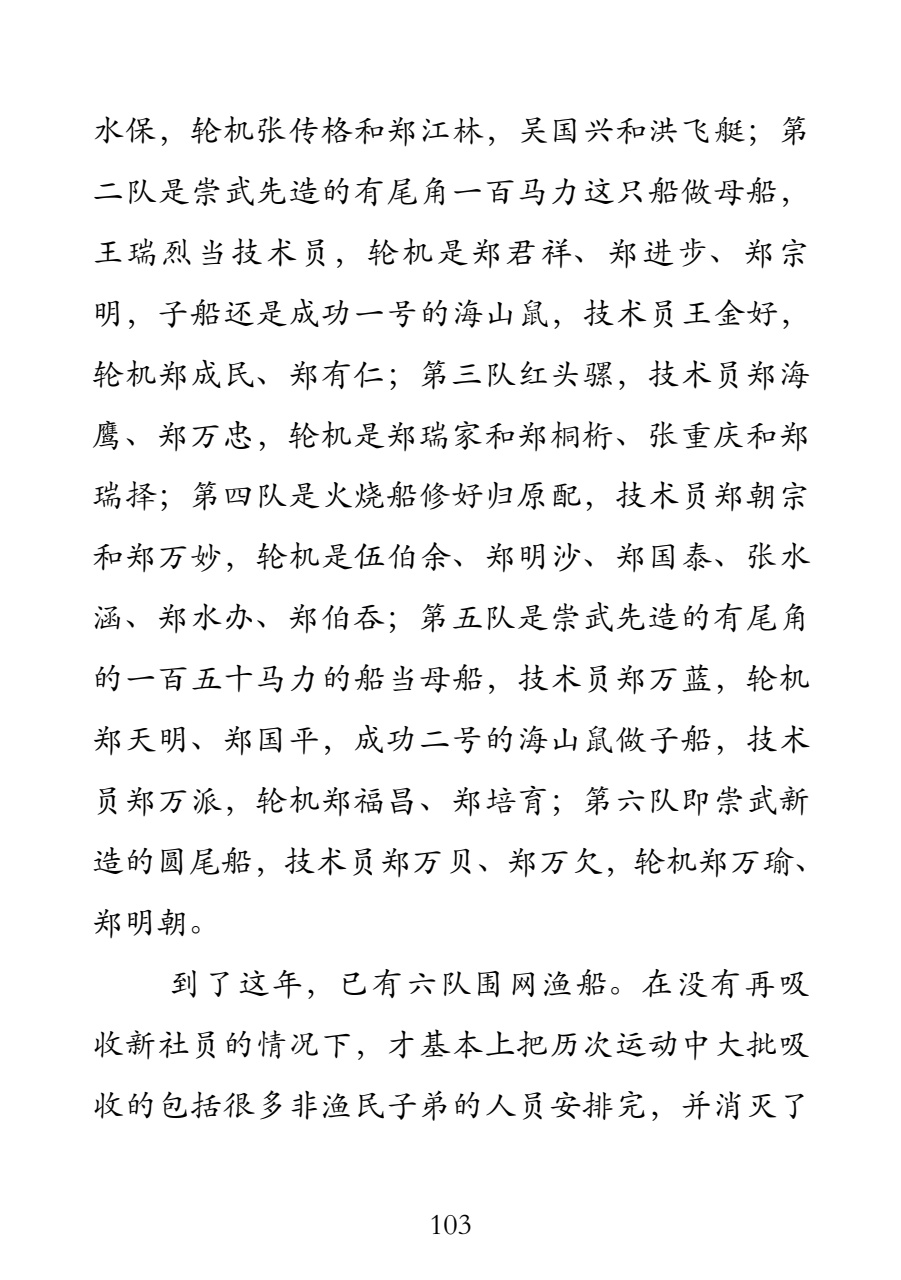 水保，轮机张传格和郑江林，吴国兴和洪飞艇；第
二队是崇武先造的有尾角一百马力这只船做母船，
王瑞烈当技术员，轮机是郑君祥、郑进步、郑宗
明，子船还是成功一号的海山鼠，技术员王金好，
轮机郑成民、郑有仁；第三队红头骡，技术员郑海
鹰、郑万忠，轮机是郑瑞家和郑桐桁、张重庆和郑
瑞择；第四队是火烧船修好归原配，技术员郑朝宗
和郑万妙，轮机是伍伯余、郑明沙、郑国泰、张水
涵、郑水办、郑伯吞；第五队是崇武先造的有尾角
的一百五十马力的船当母船，技术员郑万蓝，轮机
郑天明、郑国平，成功二号的海山鼠做子船，技术
员郑万派，轮机郑福昌、郑培育；第六队即崇武新
造的圆尾船，技术员郑万贝、郑万欠，轮机郑万瑜、
郑明朝。
到了这年，已有六队围网渔船。在没有再吸
收新社员的情况下，才基本上把历次运动中大批吸
收的包括很多非渔民子弟的人员安排完，并消灭了
103